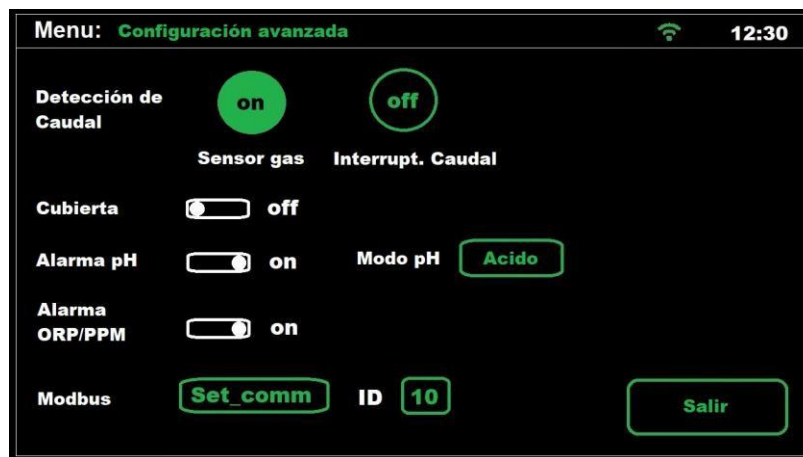 Menu: Configuración avanzada 12:30
Detección de
Caudal
on off
Sensor gas Interrupt. Caudal
Cubierta off
Alarma pH on Modo pH Acido
Alarma
ORP/PPM on
Modbus Set_comm ID 10 Salir